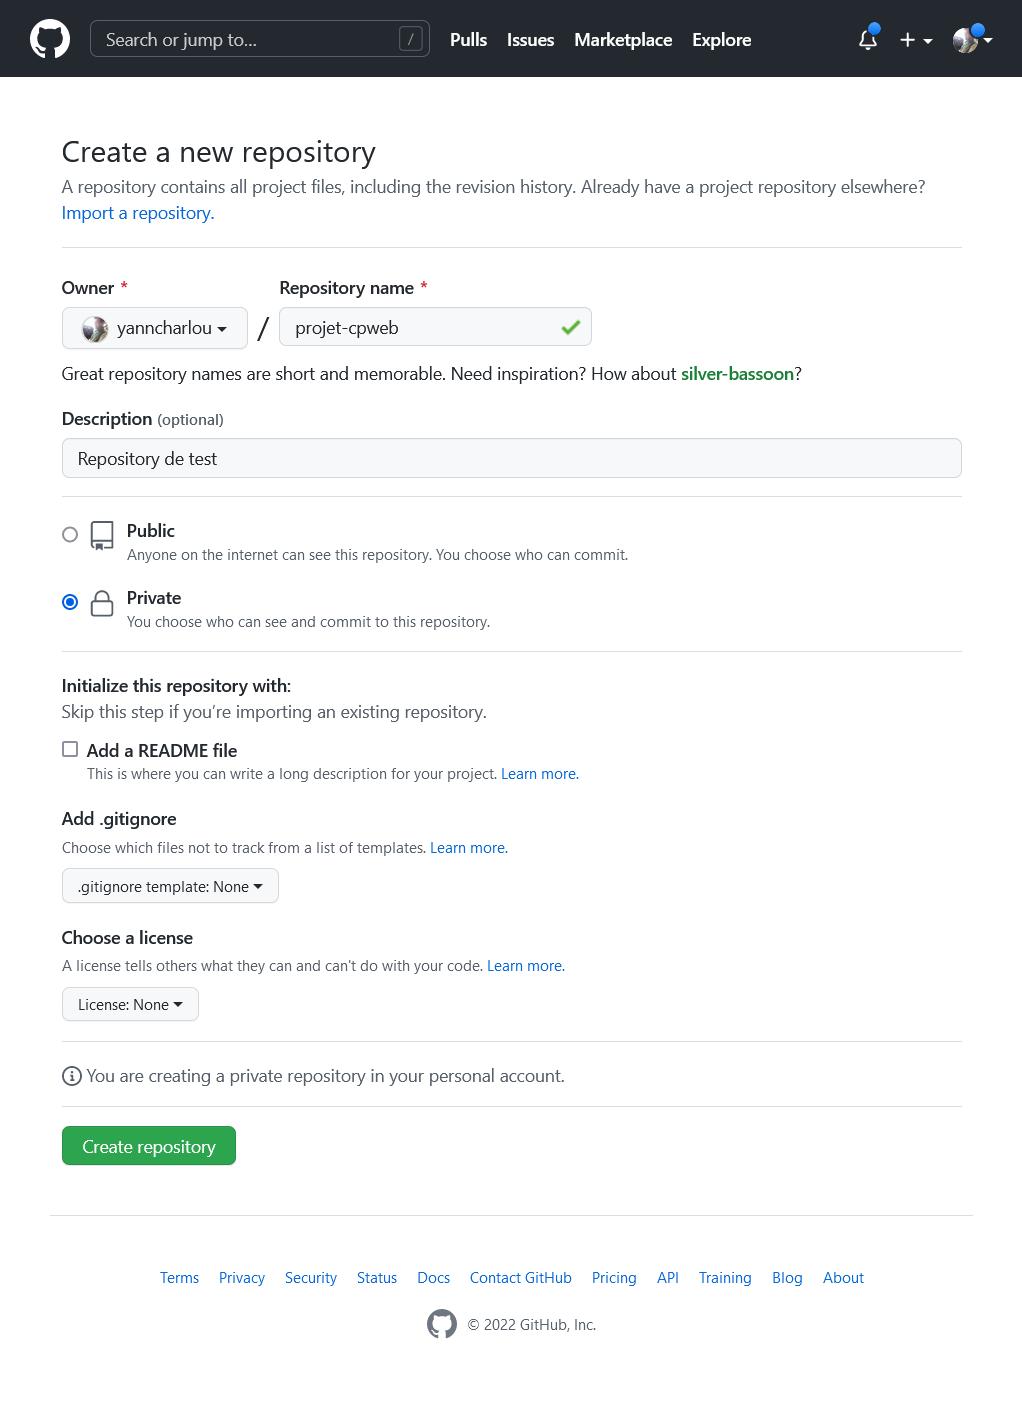 Search or jump to... / Pulls Issues Marketplace Explore
Create a new repository
A repository contains all project files, including the revision history. Already have a project repository elsewhere?
Import a repository.
Owner * Repository name *
yanncharlou / projet-cpweb
Great repository names are short and memorable. Need inspiration? How about silver-bassoon?
Description (optional)
Repository de test
Public
Anyone on the internet can see this repository. You choose who can commit.
Private
You choose who can see and commit to this repository.
Initialize this repository with:
Skip this step if you’re importing an existing repository.
Add a README file
This is where you can write a long description for your project. Learn more.
Add .gitignore
Choose which files not to track from a list of templates. Learn more.
.gitignore template: None
Choose a license
A license tells others what they can and can't do with your code. Learn more.
License: None
You are creating a private repository in your personal account.
Create repository
Terms Privacy Security Status Docs Contact GitHub Pricing API Training Blog About
© 2022 GitHub, Inc.